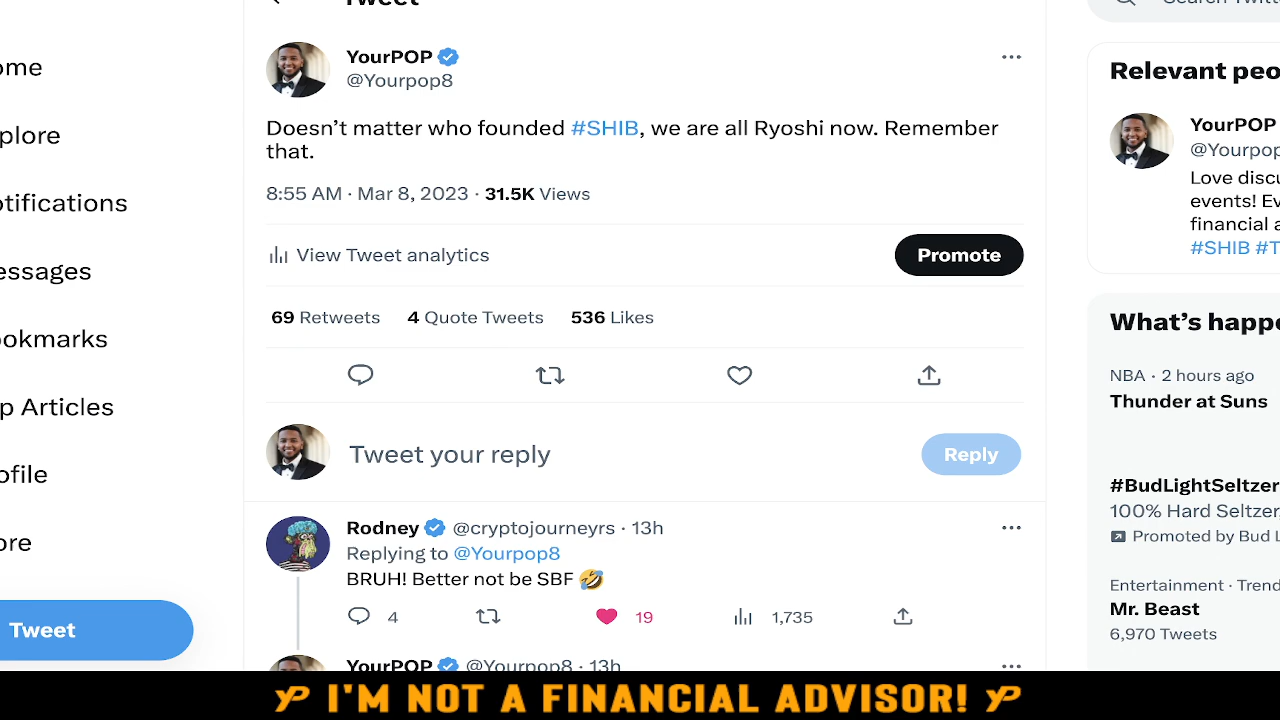 Tweet
ome
plore
otifications
essages
ookmarks
p Articles
ofile
ore
Tweet
YourPOP
@Yourpop8
Doesn't matter who founded #SHIB, we are all Ryoshi now. Remember
that.
8:55 AM · Mar 8, 2023 · 31.5K Views
View Tweet analytics
Promote
69 Retweets 4 Quote Tweets 536 Likes
Tweet your reply
Reply
Rodney @cryptojourneyrs · 13h
Replying to @Yourpop8
BRUH! Better not be SBF 🤣
4 19 1,735
YourPOP @Yourpop8 · 13h
Search Twitt
Relevant peo
YourPOP
@Yourpop
Love discu
events! Ev
financial a
#SHIB #T
What's happe
NBA · 2 hours ago
Thunder at Suns
#BudLightSeltzer
100% Hard Seltzer,
Promoted by Bud L
Entertainment · Trend
Mr. Beast
6,970 Tweets
YP I'M NOT A FINANCIAL ADVISOR! YP